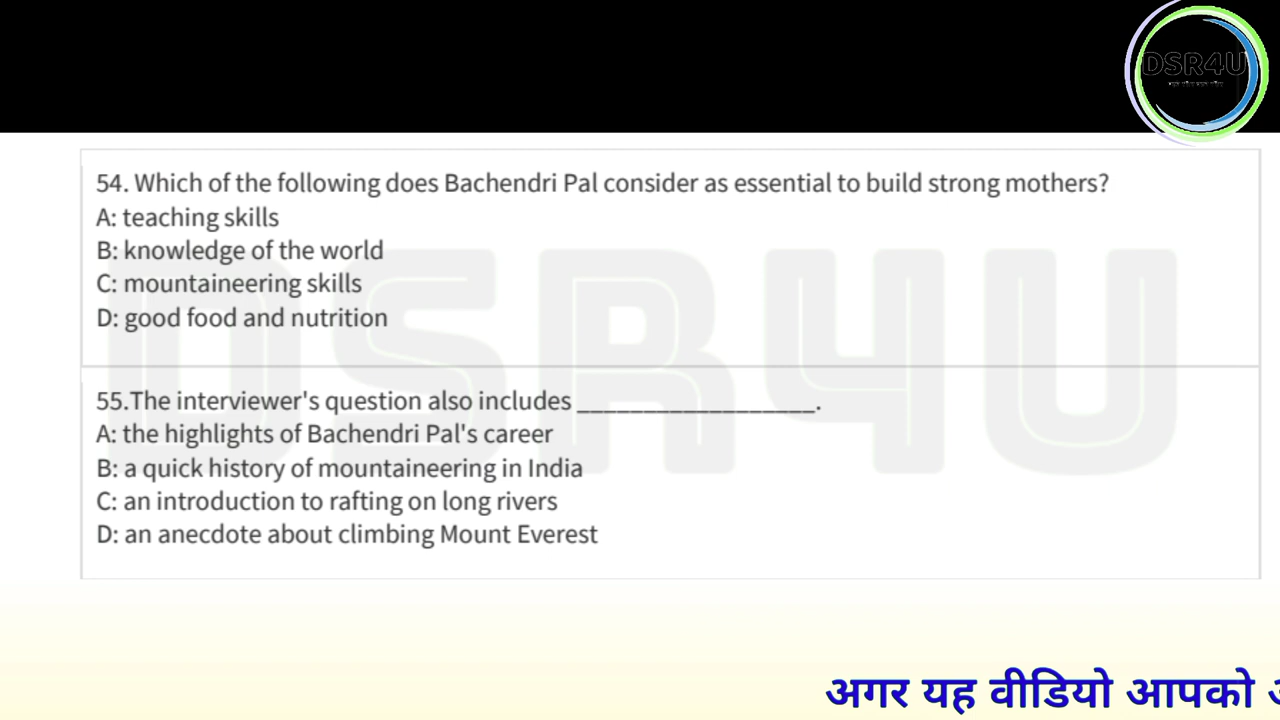 DSR4U
54. Which of the following does Bachendri Pal consider as essential to build strong mothers?
A: teaching skills
B: knowledge of the world
C: mountaineering skills
D: good food and nutrition
DSR4U
55.The interviewer's question also includes __________________.
A: the highlights of Bachendri Pal's career
B: a quick history of mountaineering in India
C: an introduction to rafting on long rivers
D: an anecdote about climbing Mount Everest
अगर यह वीडियो आपको